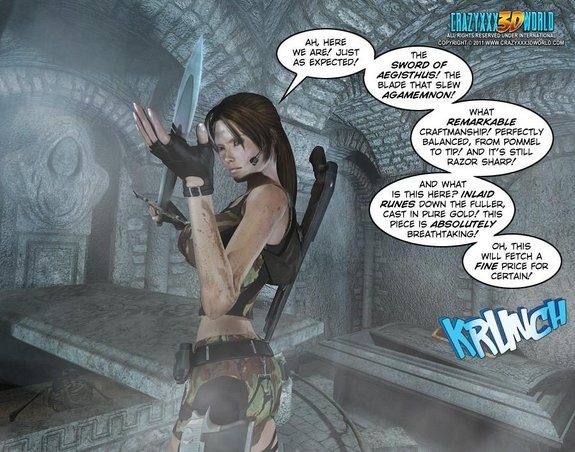 CRAZYXXX3DWORLD
ALL RIGHTS RESERVED UNDER INTERNATIONAL
COPYRIGHT © 2011 WWW.CRAZYXXX3DWORLD.COM
AH, HERE
WE ARE! JUST
AS EXPECTED!
THE
SWORD OF
AEGISTHUS! THE
BLADE THAT SLEW
AGAMEMNON!
WHAT
REMARKABLE
CRAFTMANSHIP! PERFECTLY
BALANCED, FROM POMMEL
TO TIP! AND IT'S STILL
RAZOR SHARP!
AND WHAT
IS THIS HERE? INLAID
RUNES DOWN THE FULLER,
CAST IN PURE GOLD! THIS
PIECE IS ABSOLUTELY
BREATHTAKING!
OH, THIS
WILL FETCH A
FINE PRICE FOR
CERTAIN!
KRUNCH